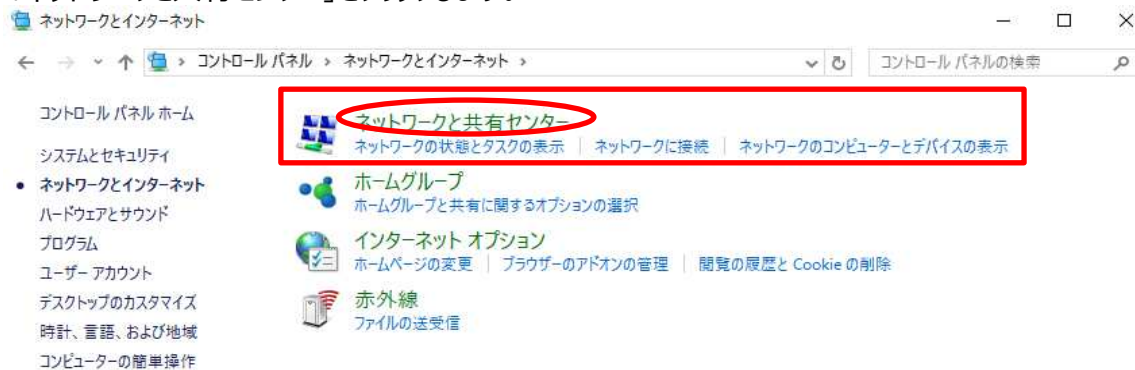 ネットワークとインターネット
コントロール パネル › ネットワークとインターネット ›
コントロール パネルの検索
コントロール パネル ホーム
システムとセキュリティ
ネットワークとインターネット
ハードウェアとサウンド
プログラム
ユーザー アカウント
デスクトップのカスタマイズ
時計、言語、および地域
コンピューターの簡単操作
ネットワークと共有センター
ネットワークの状態とタスクの表示 | ネットワークに接続 | ネットワークのコンピューターとデバイスの表示
ホームグループ
ホームグループと共有に関するオプションの選択
インターネット オプション
ホームページの変更 | ブラウザーのアドオンの管理 | 閲覧の履歴と Cookie の削除
赤外線
ファイルの送受信